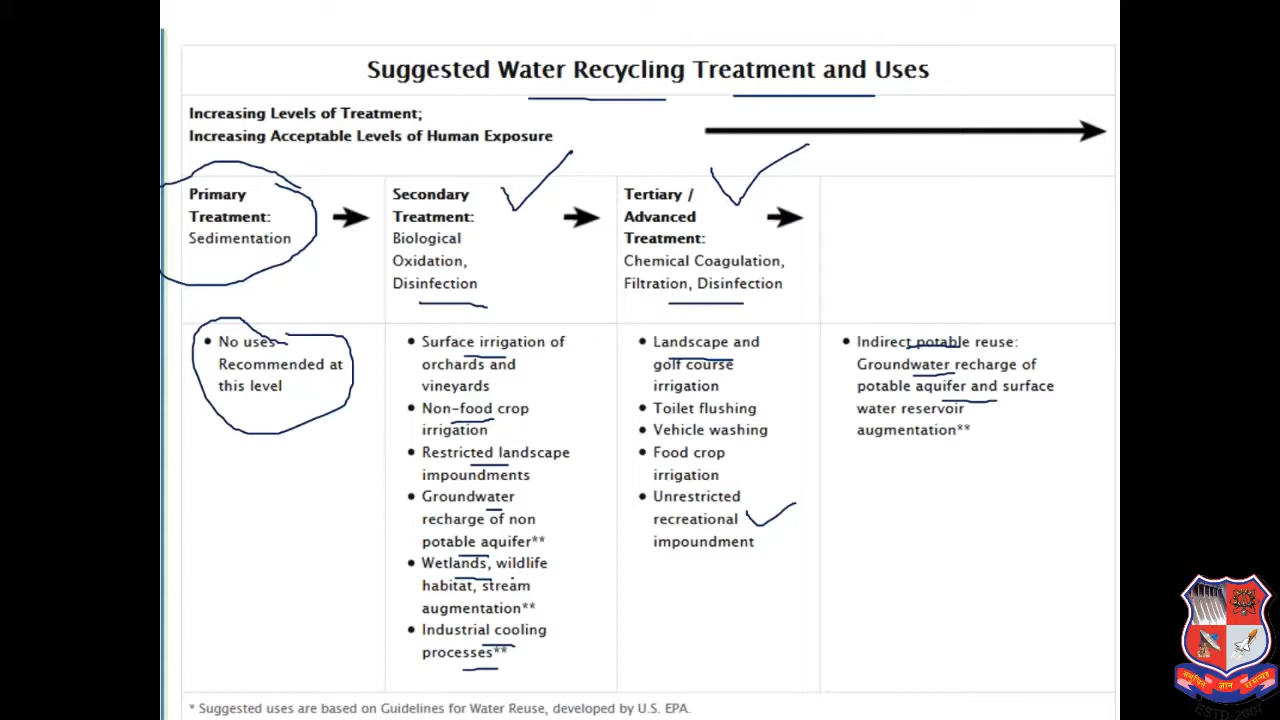 Suggested Water Recycling Treatment and Uses
Increasing Levels of Treatment;
Increasing Acceptable Levels of Human Exposure
Primary
Treatment:
Sedimentation
Secondary
Treatment:
Biological
Oxidation,
Disinfection
Tertiary /
Advanced
Treatment:
Chemical Coagulation,
Filtration, Disinfection
• No uses
Recommended at
this level
• Surface irrigation of
orchards and
vineyards
• Non-food crop
irrigation
• Restricted landscape
impoundments
• Groundwater
recharge of non
potable aquifer**
• Wetlands, wildlife
habitat, stream
augmentation**
• Industrial cooling
processes**
• Landscape and
golf course
irrigation
• Toilet flushing
• Vehicle washing
• Food crop
irrigation
• Unrestricted
recreational
impoundment
• Indirect potable reuse:
Groundwater recharge of
potable aquifer and surface
water reservoir
augmentation**
* Suggested uses are based on Guidelines for Water Reuse, developed by U.S. EPA.
समर्पित ज्ञान समन्वय
ESTD-2007